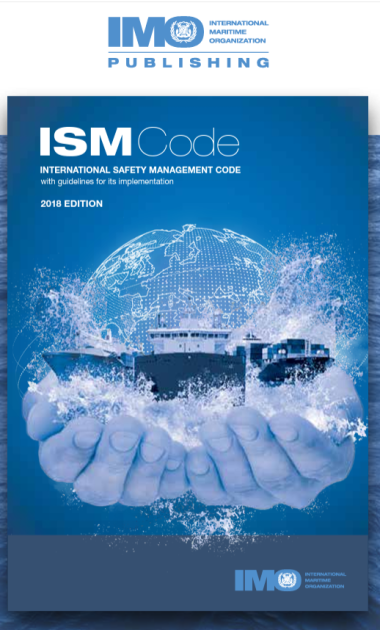 IMO
INTERNATIONAL
MARITIME
ORGANIZATION
PUBLISHING
ISM Code
INTERNATIONAL SAFETY MANAGEMENT CODE
with guidelines for its implementation
2018 EDITION
IMO
INTERNATIONAL
MARITIME
ORGANIZATION